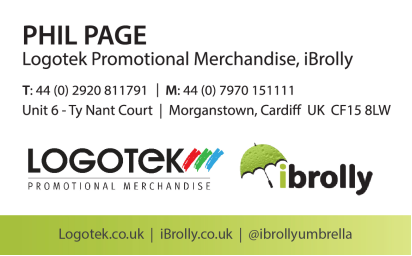 PHIL PAGE
Logotek Promotional Merchandise, iBrolly
T: 44 (0) 2920 811791 | M: 44 (0) 7970 151111
Unit 6 - Ty Nant Court | Morganstown, Cardiff UK CF15 8LW
LOGOTEK
PROMOTIONAL MERCHANDISE
ibrolly
Logotek.co.uk | iBrolly.co.uk | @ibrollyumbrella